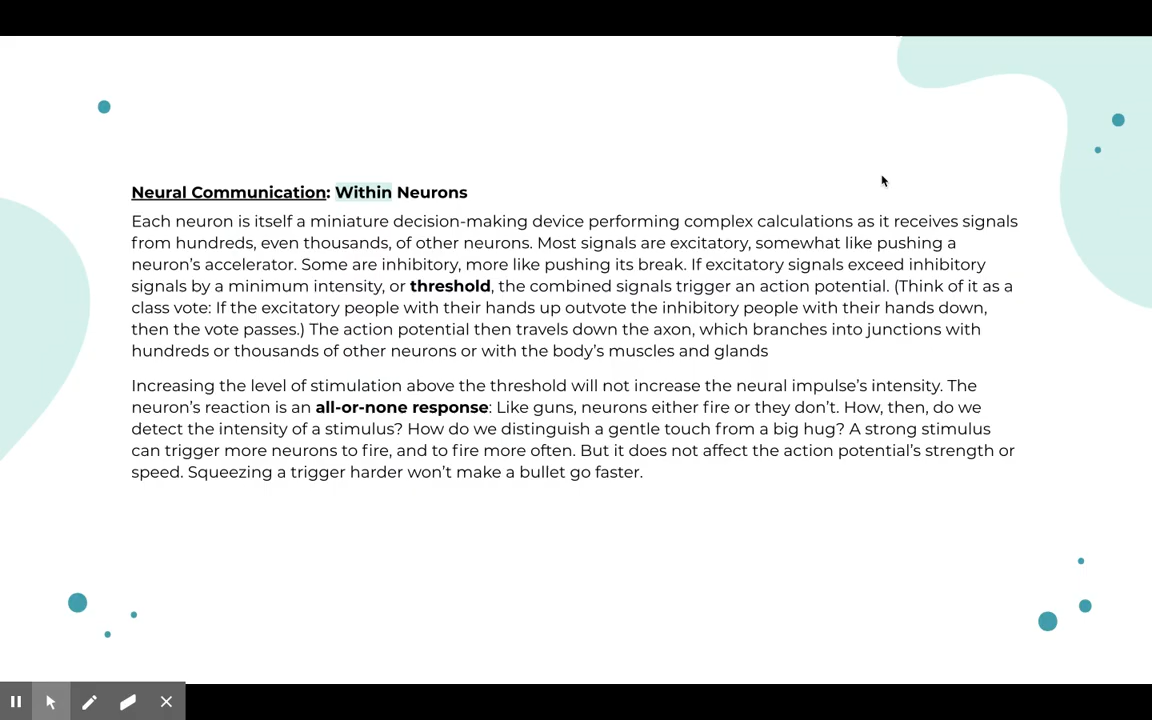 Neural Communication: Within Neurons
Each neuron is itself a miniature decision-making device performing complex calculations as it receives signals
from hundreds, even thousands, of other neurons. Most signals are excitatory, somewhat like pushing a
neuron’s accelerator. Some are inhibitory, more like pushing its break. If excitatory signals exceed inhibitory
signals by a minimum intensity, or threshold, the combined signals trigger an action potential. (Think of it as a
class vote: If the excitatory people with their hands up outvote the inhibitory people with their hands down,
then the vote passes.) The action potential then travels down the axon, which branches into junctions with
hundreds or thousands of other neurons or with the body’s muscles and glands
Increasing the level of stimulation above the threshold will not increase the neural impulse’s intensity. The
neuron’s reaction is an all-or-none response: Like guns, neurons either fire or they don’t. How, then, do we
detect the intensity of a stimulus? How do we distinguish a gentle touch from a big hug? A strong stimulus
can trigger more neurons to fire, and to fire more often. But it does not affect the action potential’s strength or
speed. Squeezing a trigger harder won’t make a bullet go faster.